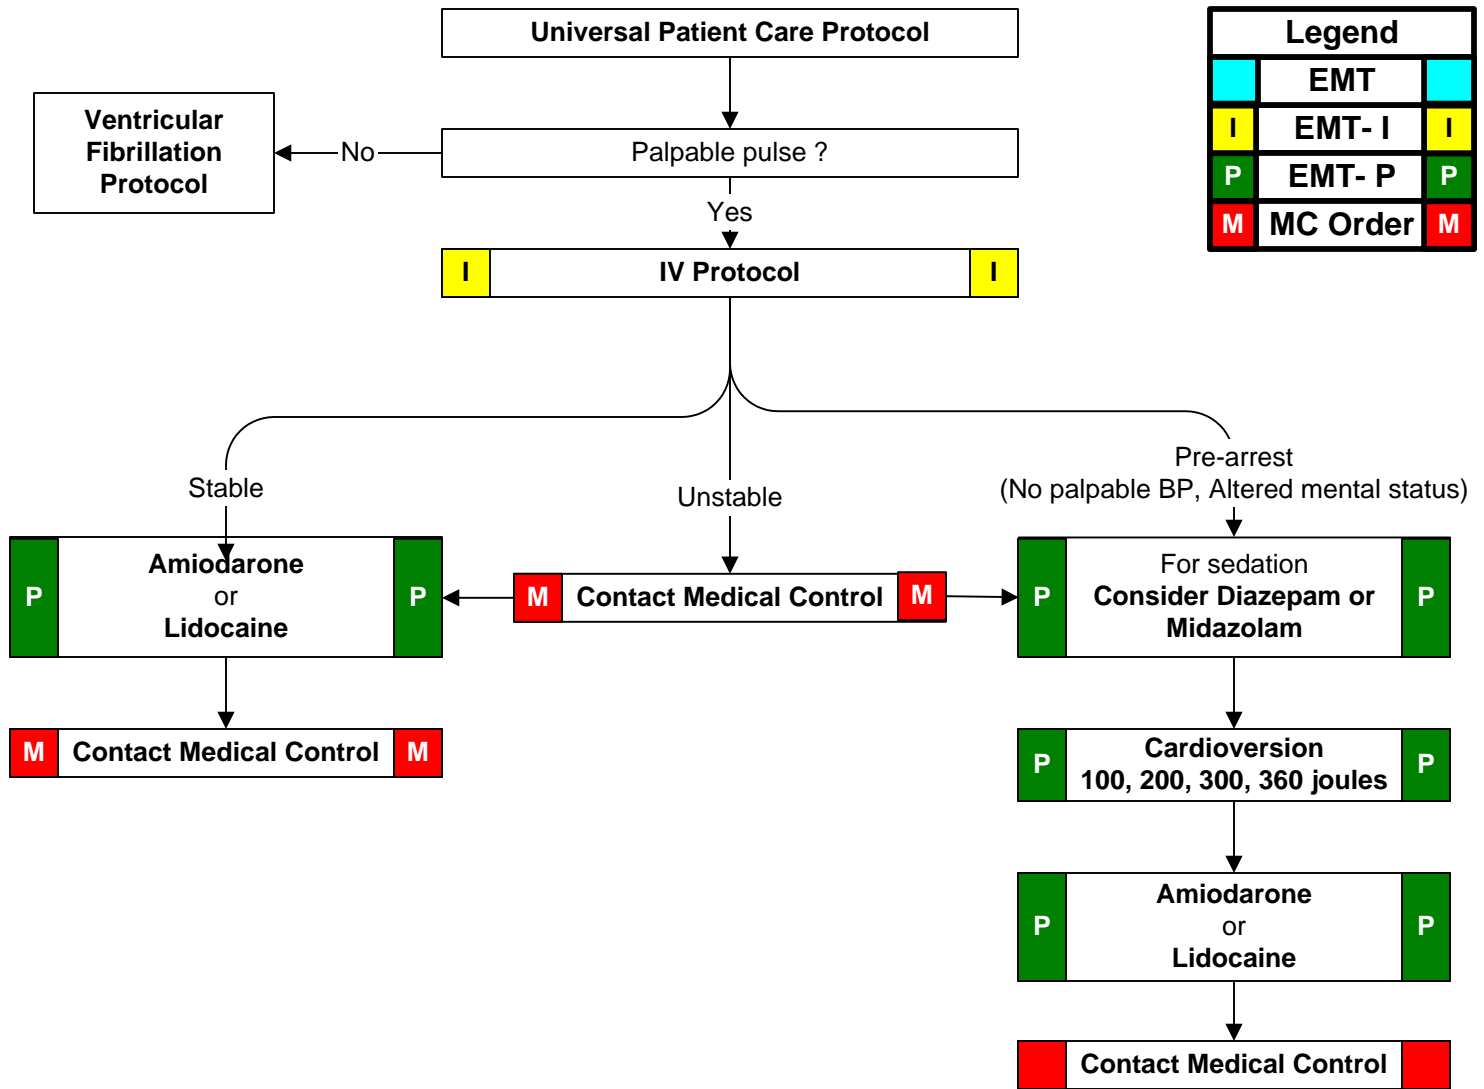 Universal Patient Care Protocol
Legend
EMT
I EMT- I I
P EMT- P P
M MC Order M
Ventricular
Fibrillation
Protocol
No
Palpable pulse ?
Yes
I IV Protocol I
Stable
Unstable
Pre-arrest
(No palpable BP, Altered mental status)
P
Amiodarone
or
Lidocaine
P
M Contact Medical Control M
P
For sedation
Consider Diazepam or
Midazolam
P
M Contact Medical Control M
P
Cardioversion
100, 200, 300, 360 joules
P
P
Amiodarone
or
Lidocaine
P
Contact Medical Control